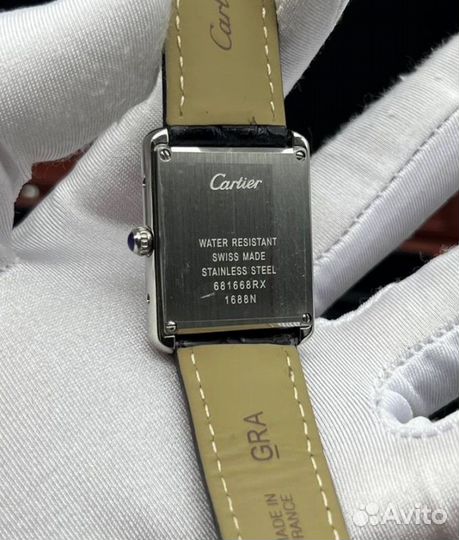 Cartier
Cartier
WATER RESISTANT
SWISS MADE
STAINLESS STEEL
681668RX
1688N
GRA
MADE IN
FRANCE
Avito